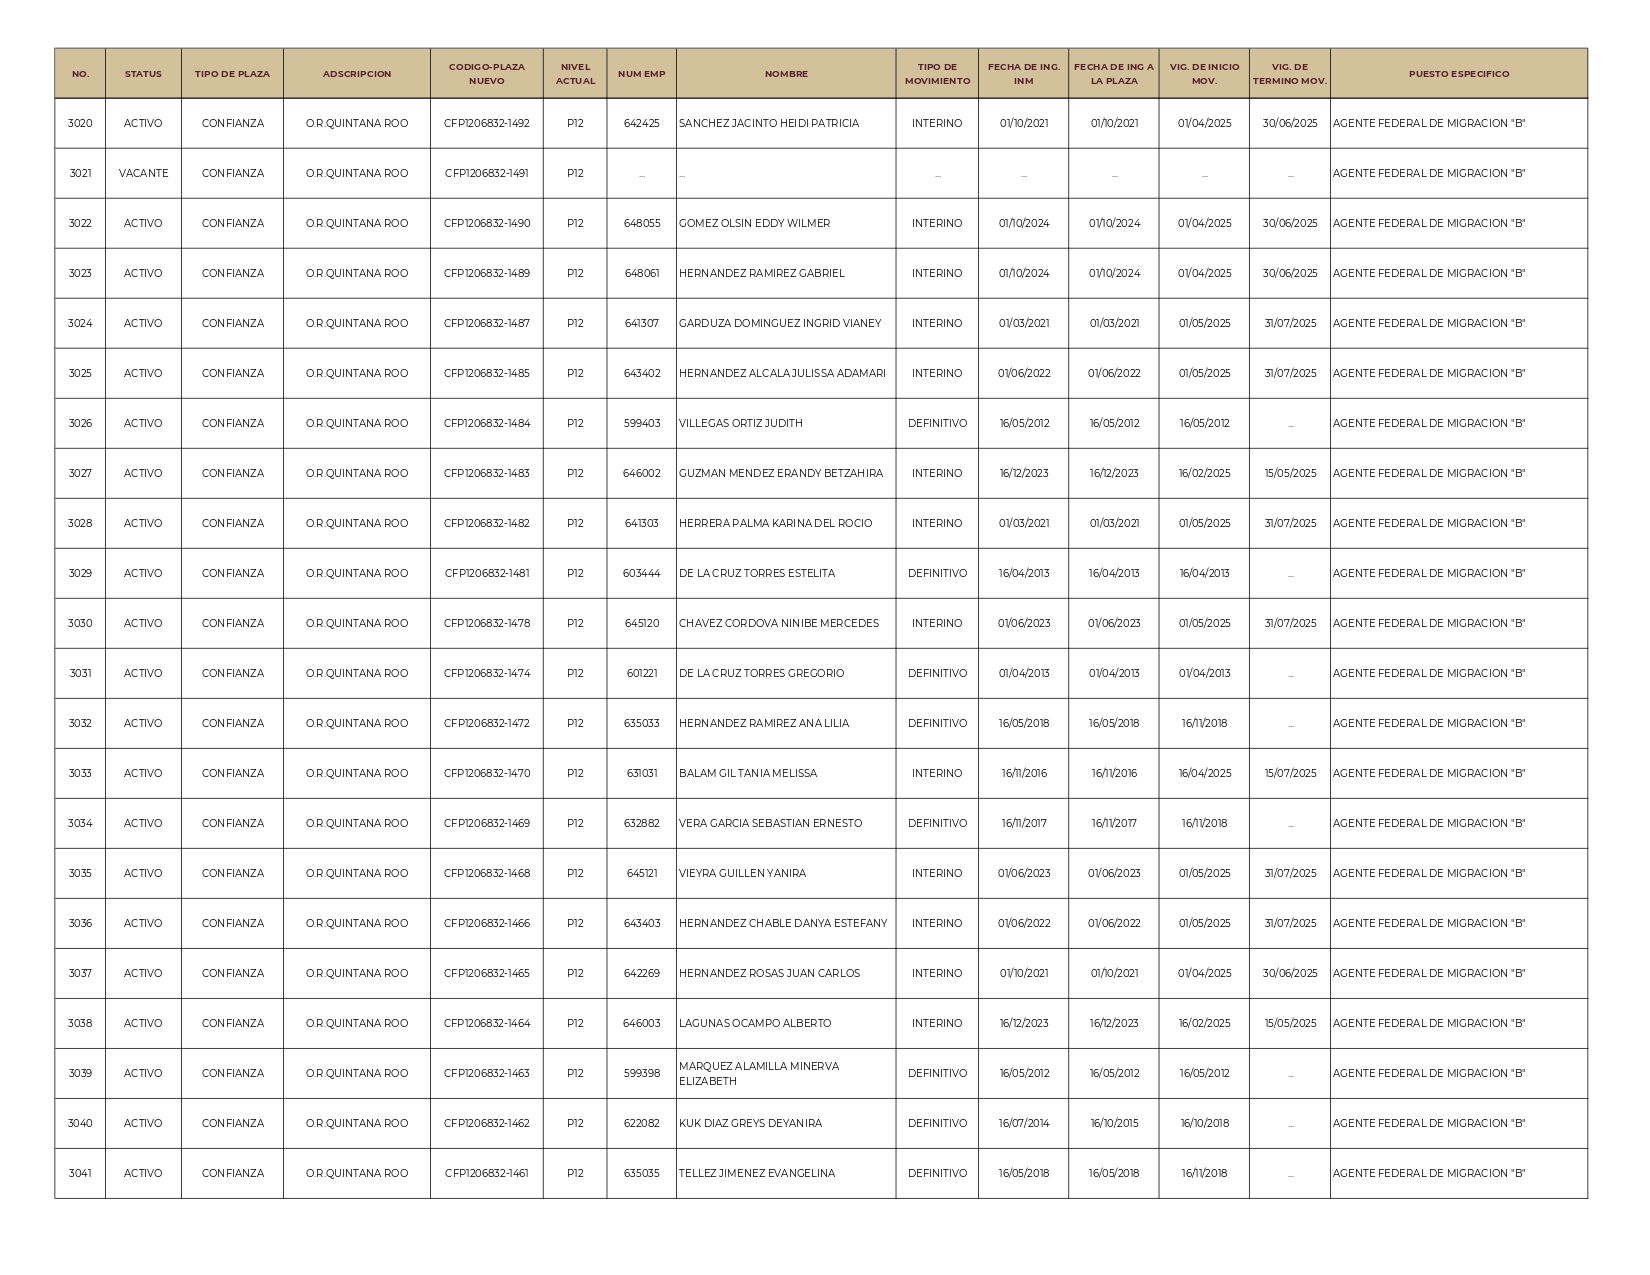 NO. STATUS TIPO DE PLAZA ADSCRIPCION CODIGO-PLAZA NUEVO NIVEL ACTUAL NUM EMP NOMBRE TIPO DE MOVIMIENTO FECHA DE ING. INM FECHA DE ING A LA PLAZA VIG. DE INICIO MOV. VIG. DE TERMINO MOV. PUESTO ESPECIFICO
3020 ACTIVO CONFIANZA O.R.QUINTANA ROO CFP1206832-1492 P12 642425 SANCHEZ JACINTO HEIDI PATRICIA INTERINO 01/10/2021 01/10/2021 01/04/2025 30/06/2025 AGENTE FEDERAL DE MIGRACION "B"
3021 VACANTE CONFIANZA O.R.QUINTANA ROO CFP1206832-1491 P12 ... ... ... ... ... ... ... AGENTE FEDERAL DE MIGRACION "B"
3022 ACTIVO CONFIANZA O.R.QUINTANA ROO CFP1206832-1490 P12 648055 GOMEZ OLSIN EDDY WILMER INTERINO 01/10/2024 01/10/2024 01/04/2025 30/06/2025 AGENTE FEDERAL DE MIGRACION "B"
3023 ACTIVO CONFIANZA O.R.QUINTANA ROO CFP1206832-1489 P12 648061 HERNANDEZ RAMIREZ GABRIEL INTERINO 01/10/2024 01/10/2024 01/04/2025 30/06/2025 AGENTE FEDERAL DE MIGRACION "B"
3024 ACTIVO CONFIANZA O.R.QUINTANA ROO CFP1206832-1487 P12 641307 GARDUZA DOMINGUEZ INGRID VIANEY INTERINO 01/03/2021 01/03/2021 01/05/2025 31/07/2025 AGENTE FEDERAL DE MIGRACION "B"
3025 ACTIVO CONFIANZA O.R.QUINTANA ROO CFP1206832-1485 P12 643402 HERNANDEZ ALCALA JULISSA ADAMARI INTERINO 01/06/2022 01/06/2022 01/05/2025 31/07/2025 AGENTE FEDERAL DE MIGRACION "B"
3026 ACTIVO CONFIANZA O.R.QUINTANA ROO CFP1206832-1484 P12 599403 VILLEGAS ORTIZ JUDITH DEFINITIVO 16/05/2012 16/05/2012 16/05/2012 ... AGENTE FEDERAL DE MIGRACION "B"
3027 ACTIVO CONFIANZA O.R.QUINTANA ROO CFP1206832-1483 P12 646002 GUZMAN MENDEZ ERANDY BETZAHIRA INTERINO 16/12/2023 16/12/2023 16/02/2025 15/05/2025 AGENTE FEDERAL DE MIGRACION "B"
3028 ACTIVO CONFIANZA O.R.QUINTANA ROO CFP1206832-1482 P12 641303 HERRERA PALMA KARINA DEL ROCIO INTERINO 01/03/2021 01/03/2021 01/05/2025 31/07/2025 AGENTE FEDERAL DE MIGRACION "B"
3029 ACTIVO CONFIANZA O.R.QUINTANA ROO CFP1206832-1481 P12 603444 DE LA CRUZ TORRES ESTELITA DEFINITIVO 16/04/2013 16/04/2013 16/04/2013 ... AGENTE FEDERAL DE MIGRACION "B"
3030 ACTIVO CONFIANZA O.R.QUINTANA ROO CFP1206832-1478 P12 645120 CHAVEZ CORDOVA NINIBE MERCEDES INTERINO 01/06/2023 01/06/2023 01/05/2025 31/07/2025 AGENTE FEDERAL DE MIGRACION "B"
3031 ACTIVO CONFIANZA O.R.QUINTANA ROO CFP1206832-1474 P12 601221 DE LA CRUZ TORRES GREGORIO DEFINITIVO 01/04/2013 01/04/2013 01/04/2013 ... AGENTE FEDERAL DE MIGRACION "B"
3032 ACTIVO CONFIANZA O.R.QUINTANA ROO CFP1206832-1472 P12 635033 HERNANDEZ RAMIREZ ANA LILIA DEFINITIVO 16/05/2018 16/05/2018 16/11/2018 ... AGENTE FEDERAL DE MIGRACION "B"
3033 ACTIVO CONFIANZA O.R.QUINTANA ROO CFP1206832-1470 P12 631031 BALAM GIL TANIA MELISSA INTERINO 16/11/2016 16/11/2016 16/04/2025 15/07/2025 AGENTE FEDERAL DE MIGRACION "B"
3034 ACTIVO CONFIANZA O.R.QUINTANA ROO CFP1206832-1469 P12 632882 VERA GARCIA SEBASTIAN ERNESTO DEFINITIVO 16/11/2017 16/11/2017 16/11/2018 ... AGENTE FEDERAL DE MIGRACION "B"
3035 ACTIVO CONFIANZA O.R.QUINTANA ROO CFP1206832-1468 P12 645121 VIEYRA GUILLEN YANIRA INTERINO 01/06/2023 01/06/2023 01/05/2025 31/07/2025 AGENTE FEDERAL DE MIGRACION "B"
3036 ACTIVO CONFIANZA O.R.QUINTANA ROO CFP1206832-1466 P12 643403 HERNANDEZ CHABLE DANYA ESTEFANY INTERINO 01/06/2022 01/06/2022 01/05/2025 31/07/2025 AGENTE FEDERAL DE MIGRACION "B"
3037 ACTIVO CONFIANZA O.R.QUINTANA ROO CFP1206832-1465 P12 642269 HERNANDEZ ROSAS JUAN CARLOS INTERINO 01/10/2021 01/10/2021 01/04/2025 30/06/2025 AGENTE FEDERAL DE MIGRACION "B"
3038 ACTIVO CONFIANZA O.R.QUINTANA ROO CFP1206832-1464 P12 646003 LAGUNAS OCAMPO ALBERTO INTERINO 16/12/2023 16/12/2023 16/02/2025 15/05/2025 AGENTE FEDERAL DE MIGRACION "B"
3039 ACTIVO CONFIANZA O.R.QUINTANA ROO CFP1206832-1463 P12 599398 MARQUEZ ALAMILLA MINERVA ELIZABETH DEFINITIVO 16/05/2012 16/05/2012 16/05/2012 ... AGENTE FEDERAL DE MIGRACION "B"
3040 ACTIVO CONFIANZA O.R.QUINTANA ROO CFP1206832-1462 P12 622082 KUK DIAZ GREYS DEYANIRA DEFINITIVO 16/07/2014 16/10/2015 16/10/2018 ... AGENTE FEDERAL DE MIGRACION "B"
3041 ACTIVO CONFIANZA O.R.QUINTANA ROO CFP1206832-1461 P12 635035 TELLEZ JIMENEZ EVANGELINA DEFINITIVO 16/05/2018 16/05/2018 16/11/2018 ... AGENTE FEDERAL DE MIGRACION "B"